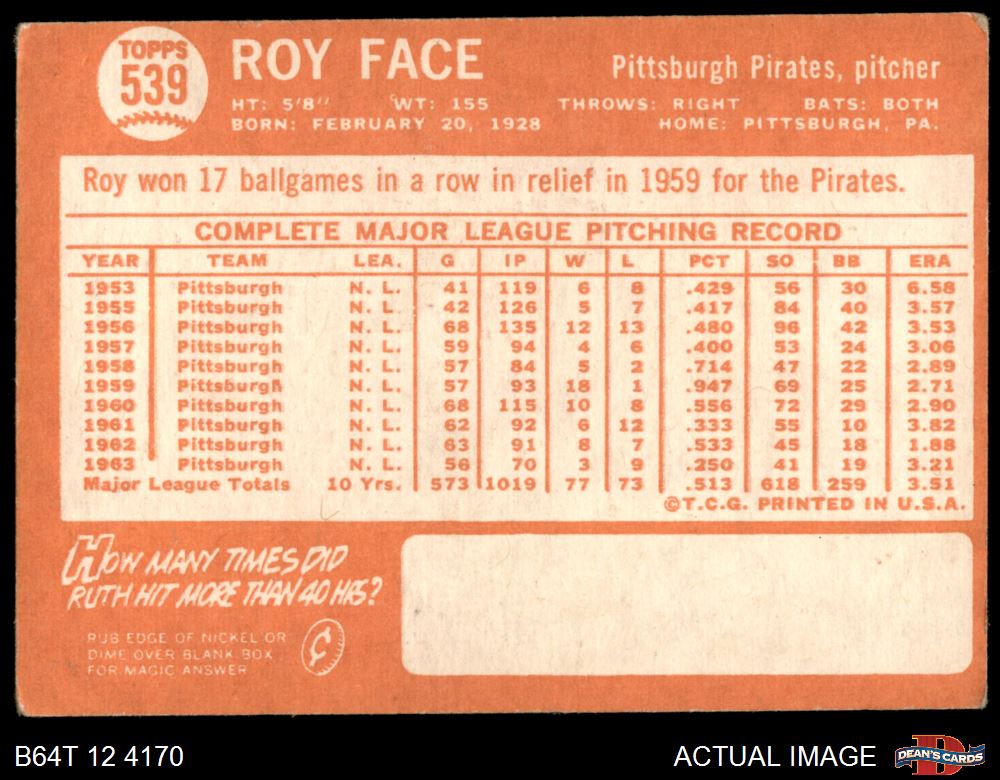 TOPPS
539
ROY FACE
Pittsburgh Pirates, pitcher
HT: 5'8" WT: 155 THROWS: RIGHT BATS: BOTH
BORN: FEBRUARY 20, 1928 HOME: PITTSBURGH, PA.
Roy won 17 ballgames in a row in relief in 1959 for the Pirates.
COMPLETE MAJOR LEAGUE PITCHING RECORD
YEAR TEAM LEA. G IP W L PCT SO BB ERA
1953 Pittsburgh N. L. 41 119 6 8 .429 56 30 6.58
1955 Pittsburgh N. L. 42 126 5 7 .417 84 40 3.57
1956 Pittsburgh N. L. 68 135 12 13 .480 96 42 3.53
1957 Pittsburgh N. L. 59 94 4 6 .400 53 24 3.06
1958 Pittsburgh N. L. 57 84 5 2 .714 47 22 2.89
1959 Pittsburgh N. L. 57 93 18 1 .947 69 25 2.71
1960 Pittsburgh N. L. 68 115 10 8 .556 72 29 2.90
1961 Pittsburgh N. L. 62 92 6 12 .333 55 10 3.82
1962 Pittsburgh N. L. 63 91 8 7 .533 45 18 1.88
1963 Pittsburgh N. L. 56 70 3 9 .250 41 19 3.21
Major League Totals 10 Yrs. 573 1019 77 73 .513 618 259 3.51
©T.C.G. PRINTED IN U.S.A.
HOW MANY TIMES DID
RUTH HIT MORE THAN 40 HRS?
RUB EDGE OF NICKEL OR
DIME OVER BLANK BOX
FOR MAGIC ANSWER
¢
B64T 12 4170
ACTUAL IMAGE
DEAN'S CARDS